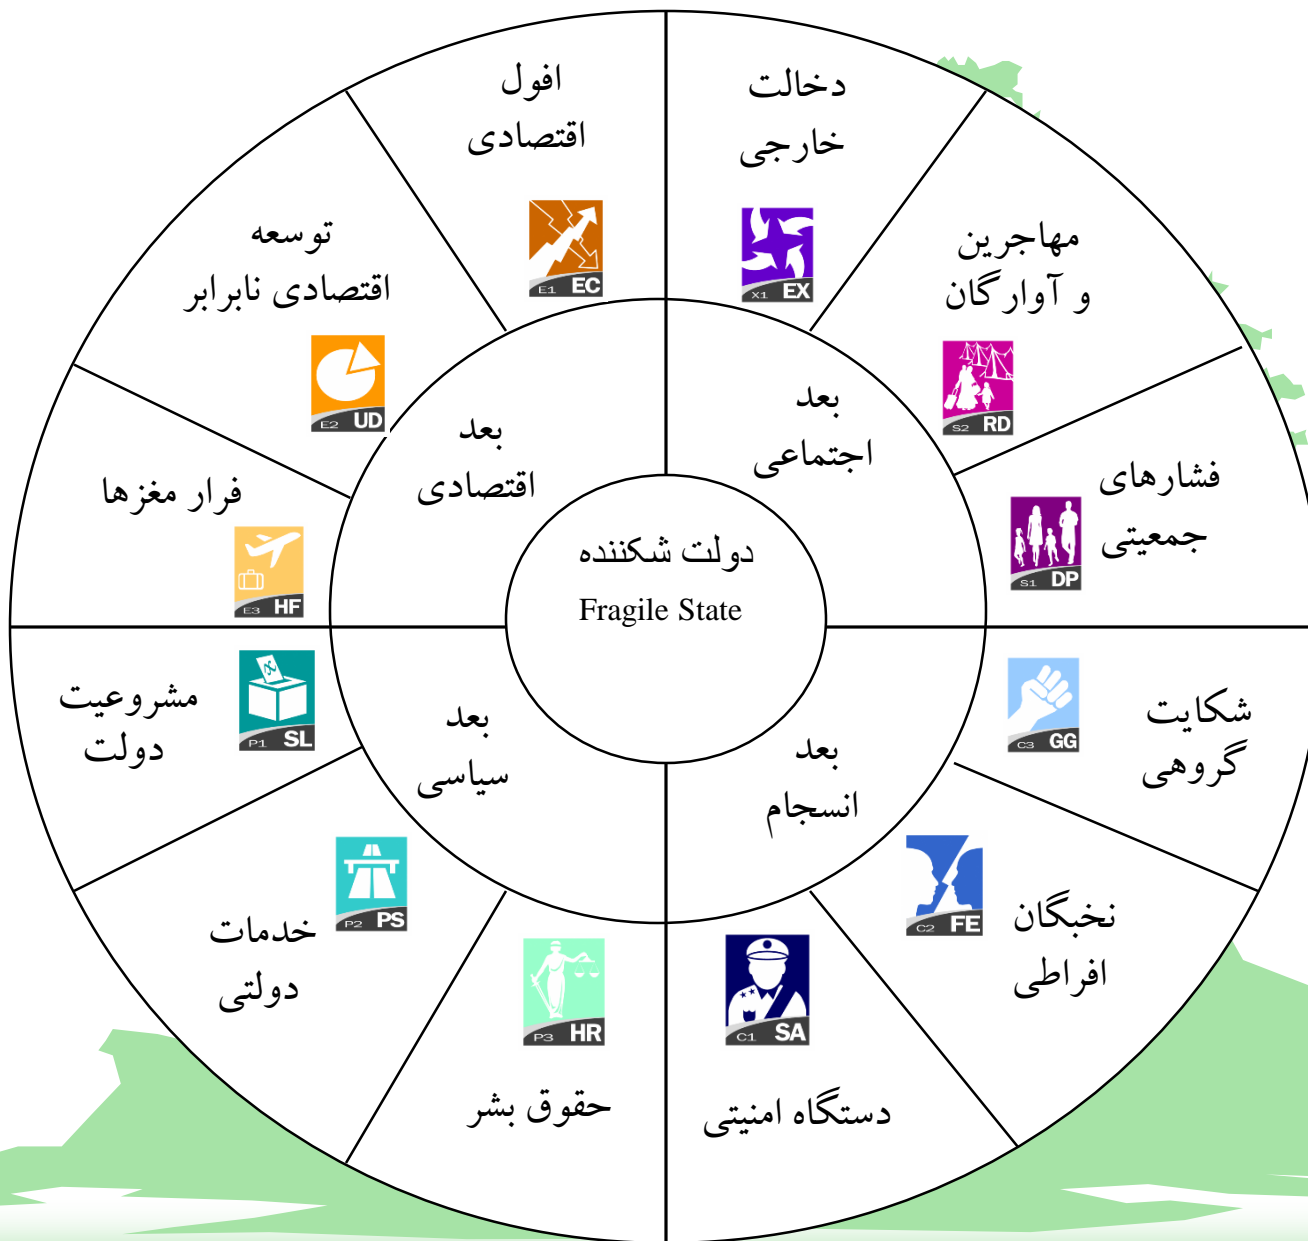 افول
اقتصادی
E1 EC
دخالت
خارجی
X1 EX
مهاجرین
و آوارگان
S2 RD
فشارهای
جمعیتی
S1 DP
شکایت
گروهی
C3 GG
نخبگان
افراطی
C2 FE
دستگاه امنیتی
C1 SA
حقوق بشر
P3 HR
خدمات
دولتی
P2 PS
مشروعیت
دولت
P1 SL
فرار مغزها
E3 HF
توسعه
اقتصادی نابرابر
E2 UD
بعد
اقتصادی
بعد
اجتماعی
بعد
انسجام
بعد
سیاسی
دولت شکننده
Fragile State